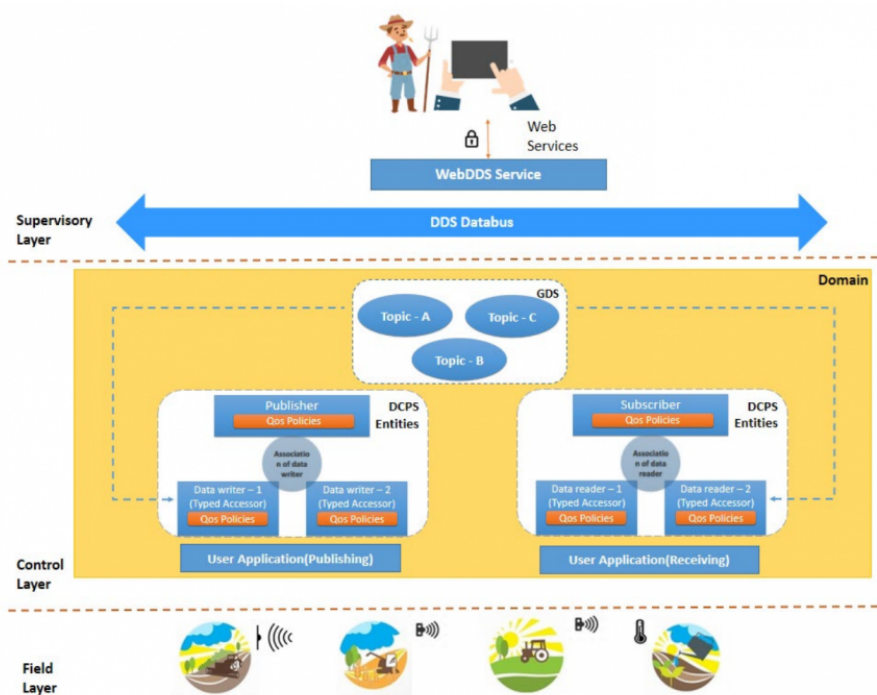 Web
Services
WebDDS Service
Supervisory
Layer
DDS Databus
Domain
GDS
Topic - A
Topic - C
Topic - B
Publisher
Qos Policies
DCPS
Entities
Associatio
n of data
writer
Data writer – 1
(Typed Accessor)
Qos Policies
Data writer – 2
(Typed Accessor)
Qos Policies
User Application(Publishing)
Subscriber
Qos Policies
DCPS
Entities
Associatio
n of data
reader
Data reader – 1
(Typed Accessor)
Qos Policies
Data reader – 2
(Typed Accessor)
Qos Policies
User Application(Receiving)
Control
Layer
Field
Layer